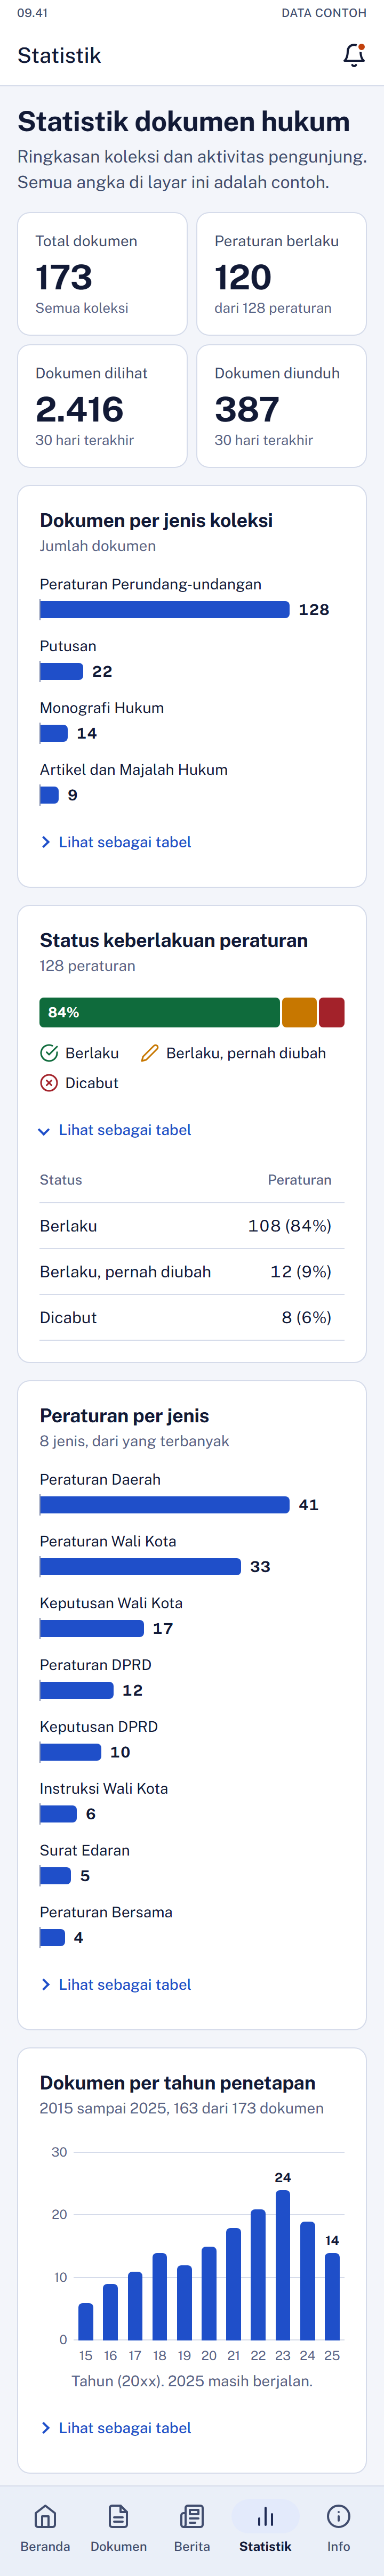 09.41
DATA CONTOH
Statistik
Statistik dokumen hukum
Ringkasan koleksi dan aktivitas pengunjung.
Semua angka di layar ini adalah contoh.
Total dokumen
173
Semua koleksi
Peraturan berlaku
120
dari 128 peraturan
Dokumen dilihat
2.416
30 hari terakhir
Dokumen diunduh
387
30 hari terakhir
Dokumen per jenis koleksi
Jumlah dokumen
Peraturan Perundang-undangan
128
Putusan
22
Monografi Hukum
14
Artikel dan Majalah Hukum
9
Lihat sebagai tabel
Status keberlakuan peraturan
128 peraturan
84%
Berlaku
Berlaku, pernah diubah
Dicabut
Lihat sebagai tabel
Status Peraturan
Berlaku 108 (84%)
Berlaku, pernah diubah 12 (9%)
Dicabut 8 (6%)
Peraturan per jenis
8 jenis, dari yang terbanyak
Peraturan Daerah
41
Peraturan Wali Kota
33
Keputusan Wali Kota
17
Peraturan DPRD
12
Keputusan DPRD
10
Instruksi Wali Kota
6
Surat Edaran
5
Peraturan Bersama
4
Lihat sebagai tabel
Dokumen per tahun penetapan
2015 sampai 2025, 163 dari 173 dokumen
30
24
20
14
10
0
15 16 17 18 19 20 21 22 23 24 25
Tahun (20xx). 2025 masih berjalan.
Lihat sebagai tabel
Beranda Dokumen Berita Statistik Info